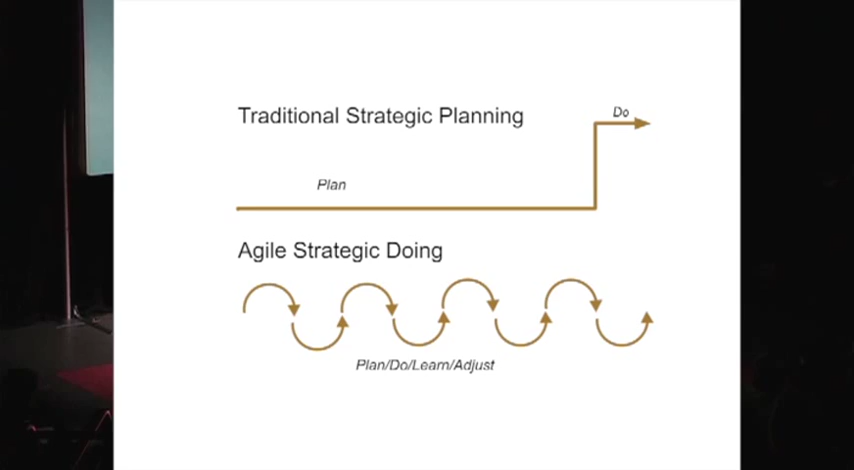 Traditional Strategic Planning
Do
Plan
Agile Strategic Doing
Plan/Do/Learn/Adjust